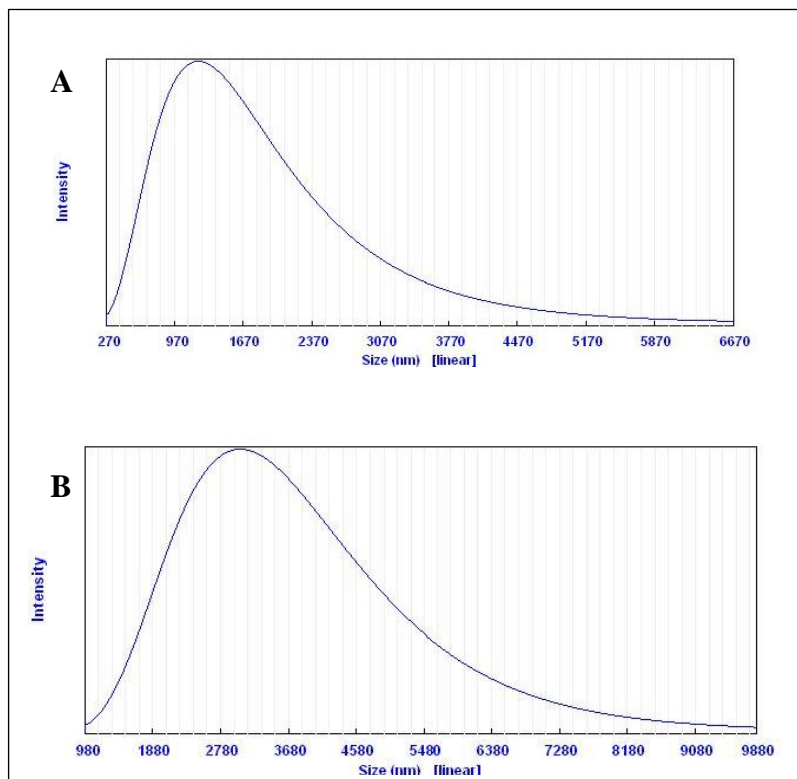 A
Intensity
270 970 1670 2370 3070 3770 4470 5170 5870 6670
Size (nm) [linear]
B
Intensity
980 1880 2780 3680 4580 5480 6380 7280 8180 9080 9880
Size (nm) [linear]